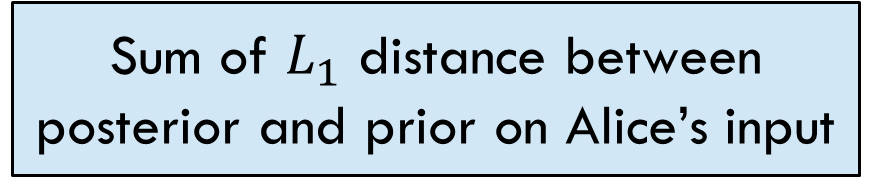 Sum of L₁ distance between
posterior and prior on Alice's input